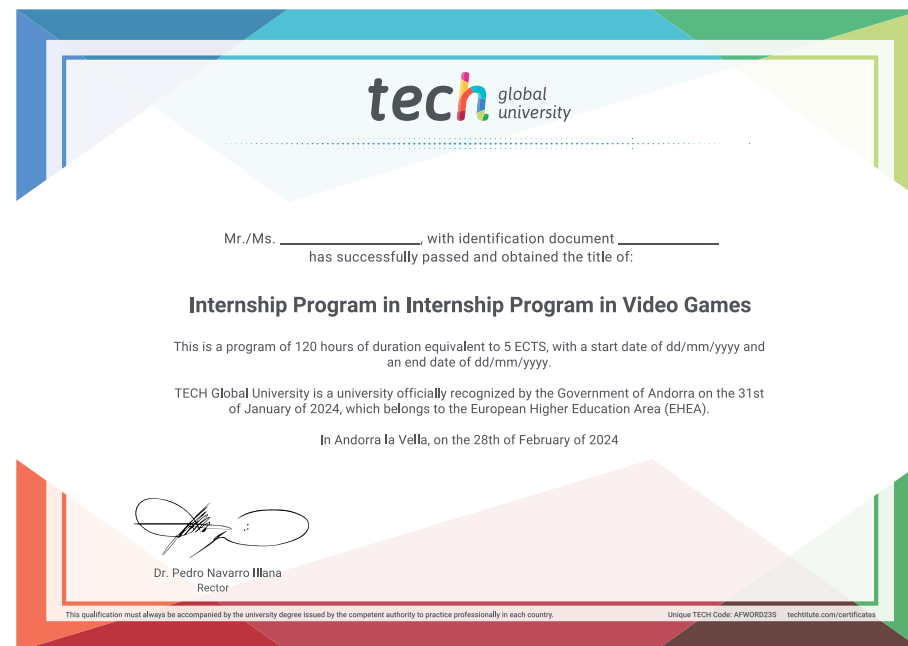 tech global university
Mr./Ms. ____________________, with identification document ______________
has successfully passed and obtained the title of:
Internship Program in Internship Program in Video Games
This is a program of 120 hours of duration equivalent to 5 ECTS, with a start date of dd/mm/yyyy and
an end date of dd/mm/yyyy.
TECH Global University is a university officially recognized by the Government of Andorra on the 31st
of January of 2024, which belongs to the European Higher Education Area (EHEA).
In Andorra la Vella, on the 28th of February of 2024
Dr. Pedro Navarro Illana
Rector
This qualification must always be accompanied by the university degree issued by the competent authority to practice professionally in each country.
Unique TECH Code: AFWORD23S techtitute.com/certificates